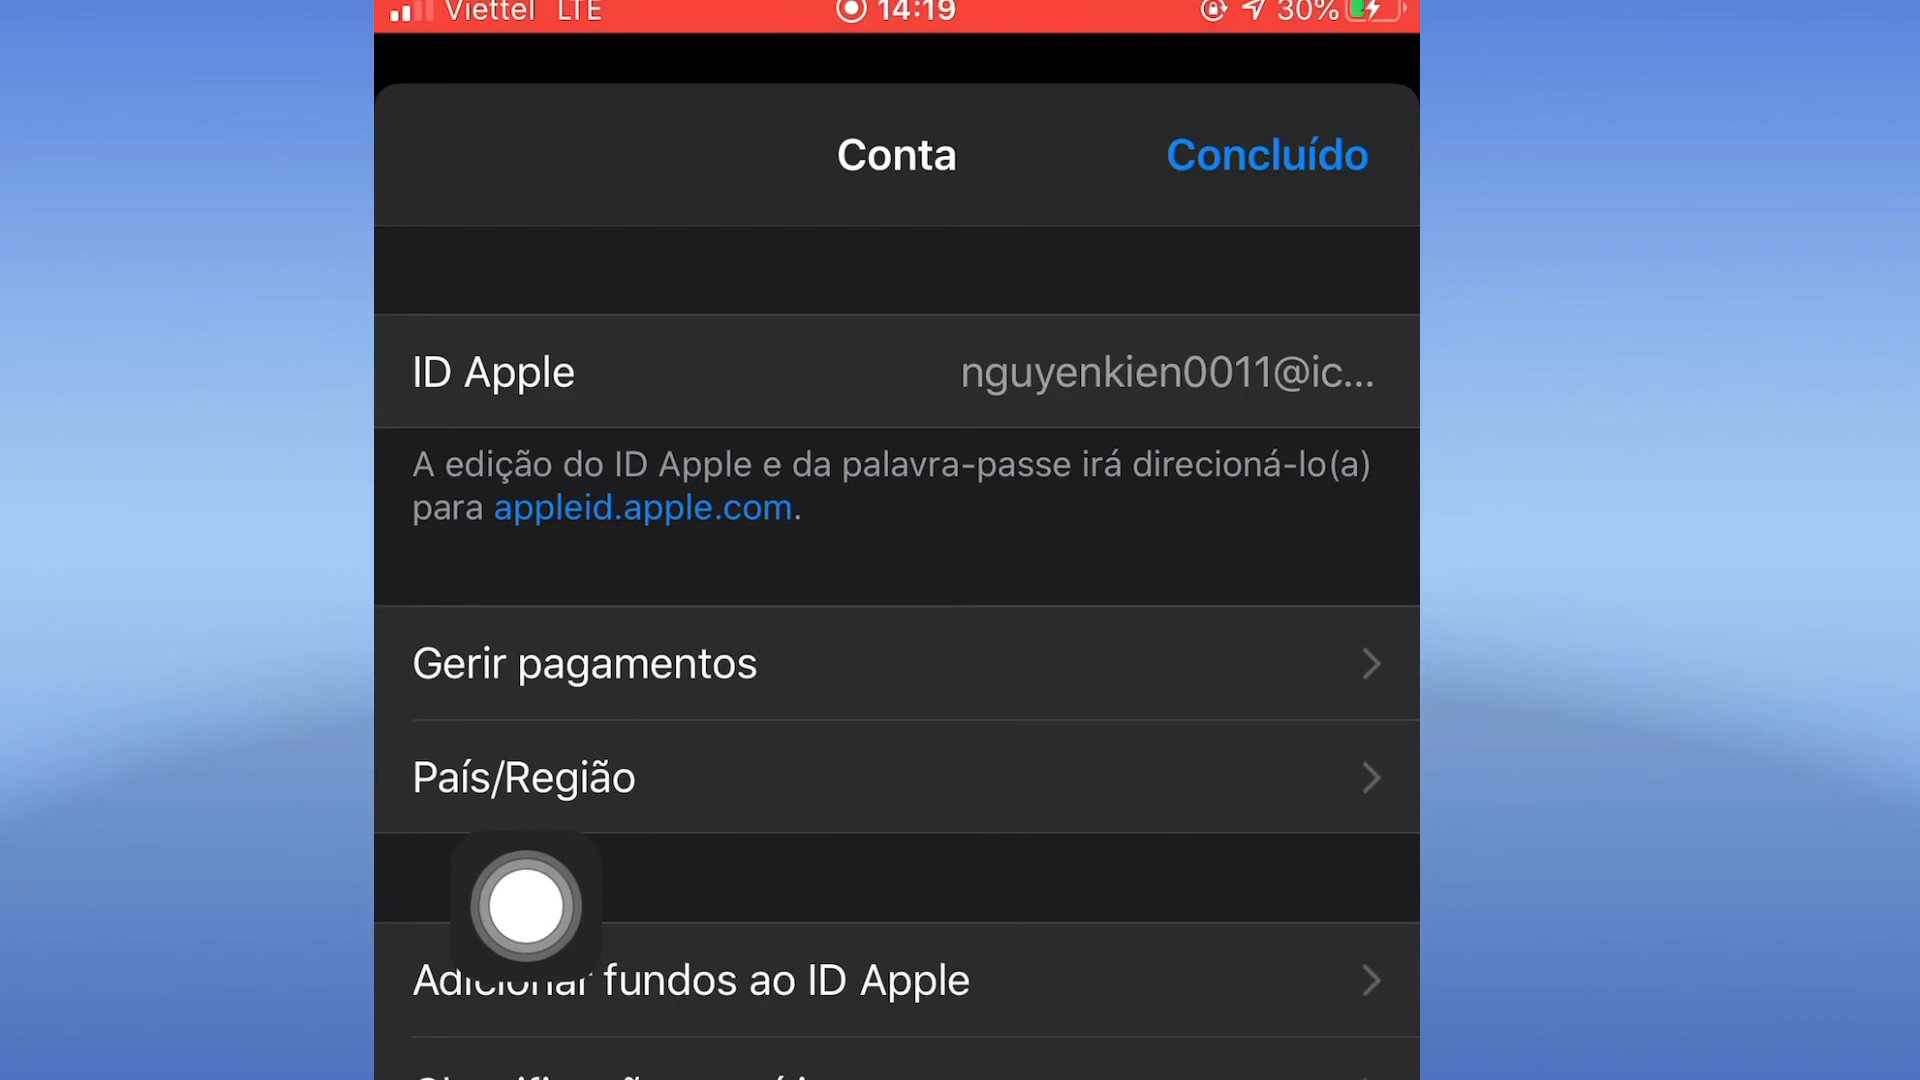 Viettel LTE 14:19 30%
Conta Concluído
ID Apple nguyenkien0011@ic...
A edição do ID Apple e da palavra-passe irá direcioná-lo(a)
para appleid.apple.com.
Gerir pagamentos
País/Região
Adicionar fundos ao ID Apple